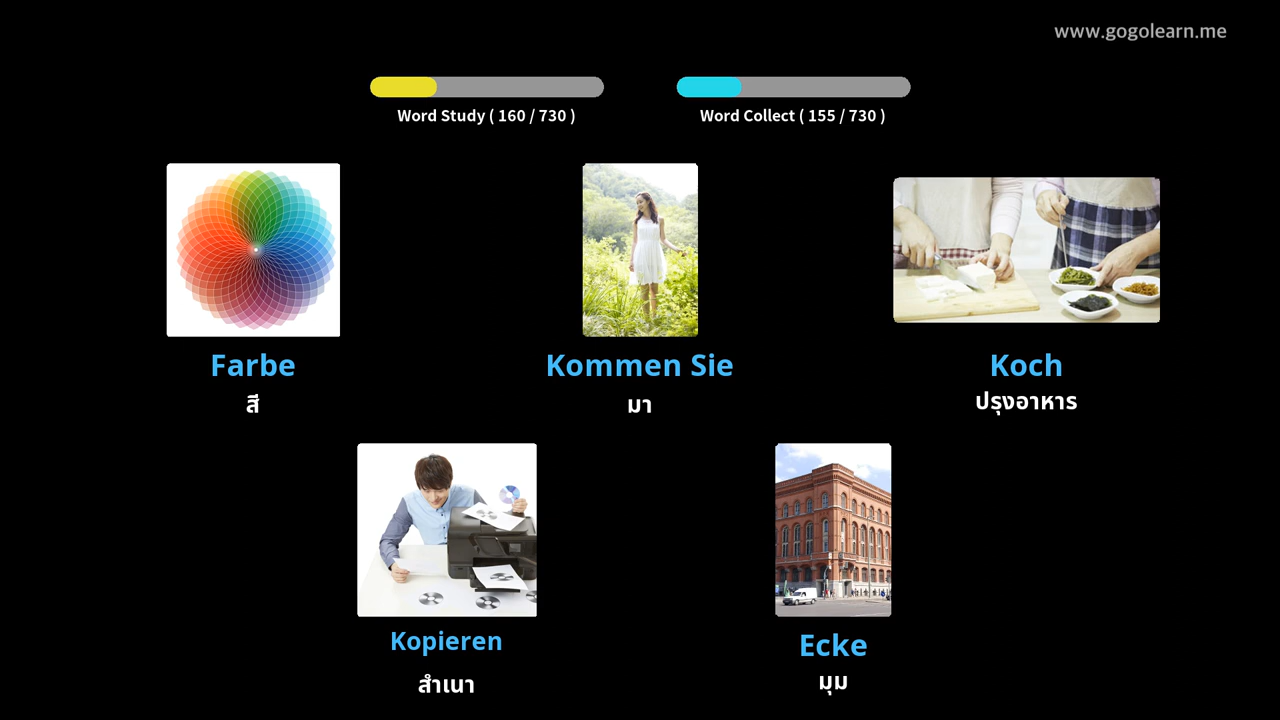 www.gogolearn.me
Word Study ( 160 / 730 )
Word Collect ( 155 / 730 )
Farbe
สี
Kommen Sie
มา
Koch
ปรุงอาหาร
Kopieren
สำเนา
Ecke
มุม